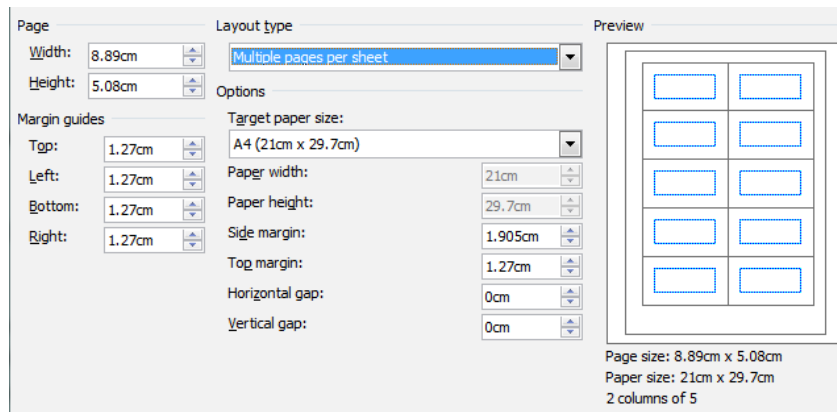 Page
Width: 8.89cm
Height: 5.08cm
Margin guides
Top: 1.27cm
Left: 1.27cm
Bottom: 1.27cm
Right: 1.27cm
Layout type
Multiple pages per sheet
Options
Target paper size:
A4 (21cm x 29.7cm)
Paper width: 21cm
Paper height: 29.7cm
Side margin: 1.905cm
Top margin: 1.27cm
Horizontal gap: 0cm
Vertical gap: 0cm
Preview
Page size: 8.89cm x 5.08cm
Paper size: 21cm x 29.7cm
2 columns of 5